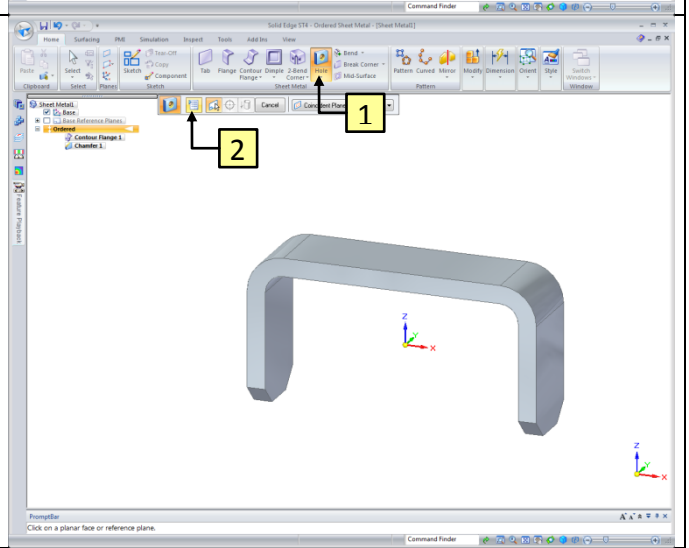 Command Finder
Solid Edge ST4 - Ordered Sheet Metal - [Sheet Metal1]
Home Surfacing PMI Simulation Inspect Tools Add Ins View
Paste
Select
Sketch
Tear-Off
Copy
Component
Tab
Flange
Contour Flange
Dimple
2-Bend Corner
Hole
Bend
Break Corner
Mid-Surface
Pattern
Curved
Mirror
Modify
Dimension
Orient
Style
Switch Windows
Clipboard Select Planes Sketch Sheet Metal Pattern Window
Cancel
Coincident Plane
1
2
Sheet Metal1
Base
Base Reference Planes
Ordered
Contour Flange 1
Chamfer 1
Feature Playback
Z
Y
X
Z
Y
X
PromptBar
Click on a planar face or reference plane.
Command Finder